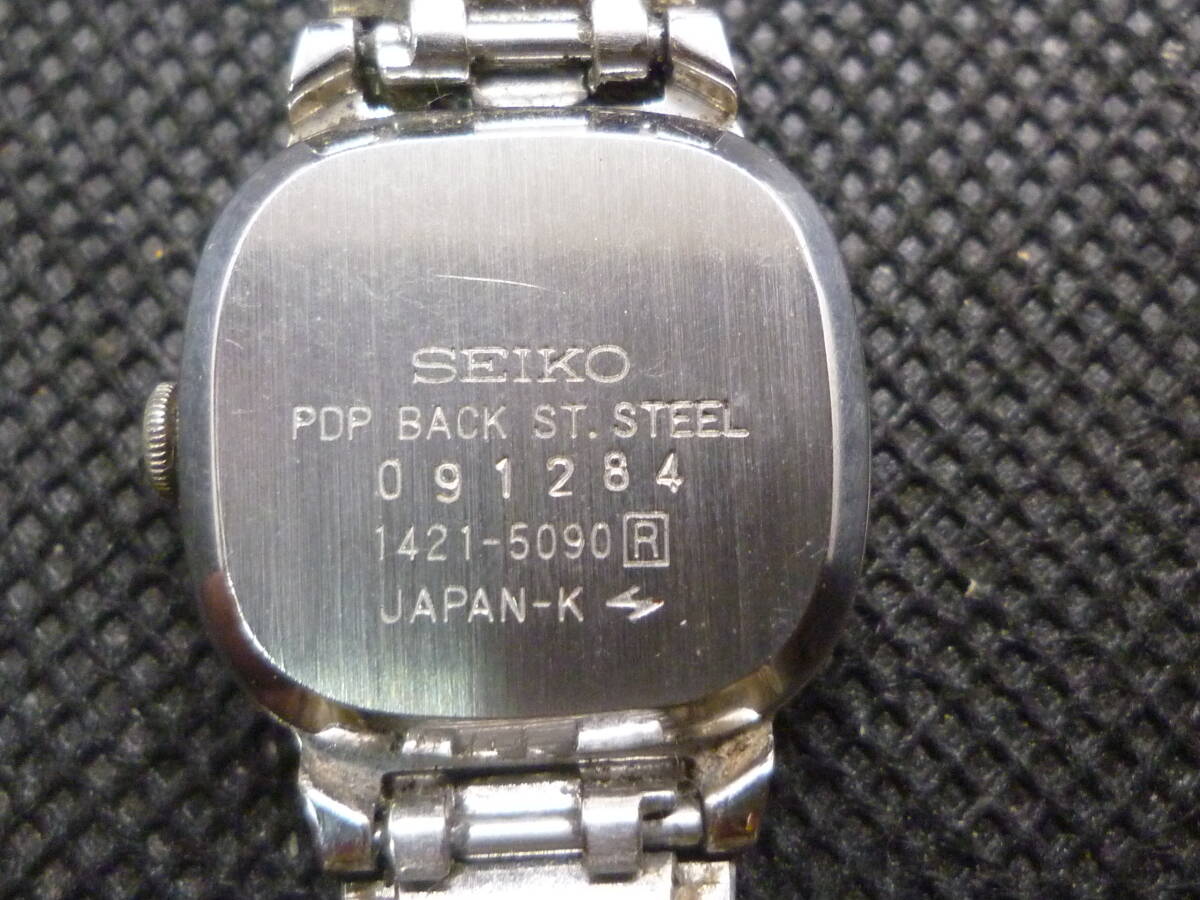 SEIKO
PDP BACK ST. STEEL
091284
1421-5090 R
JAPAN-K